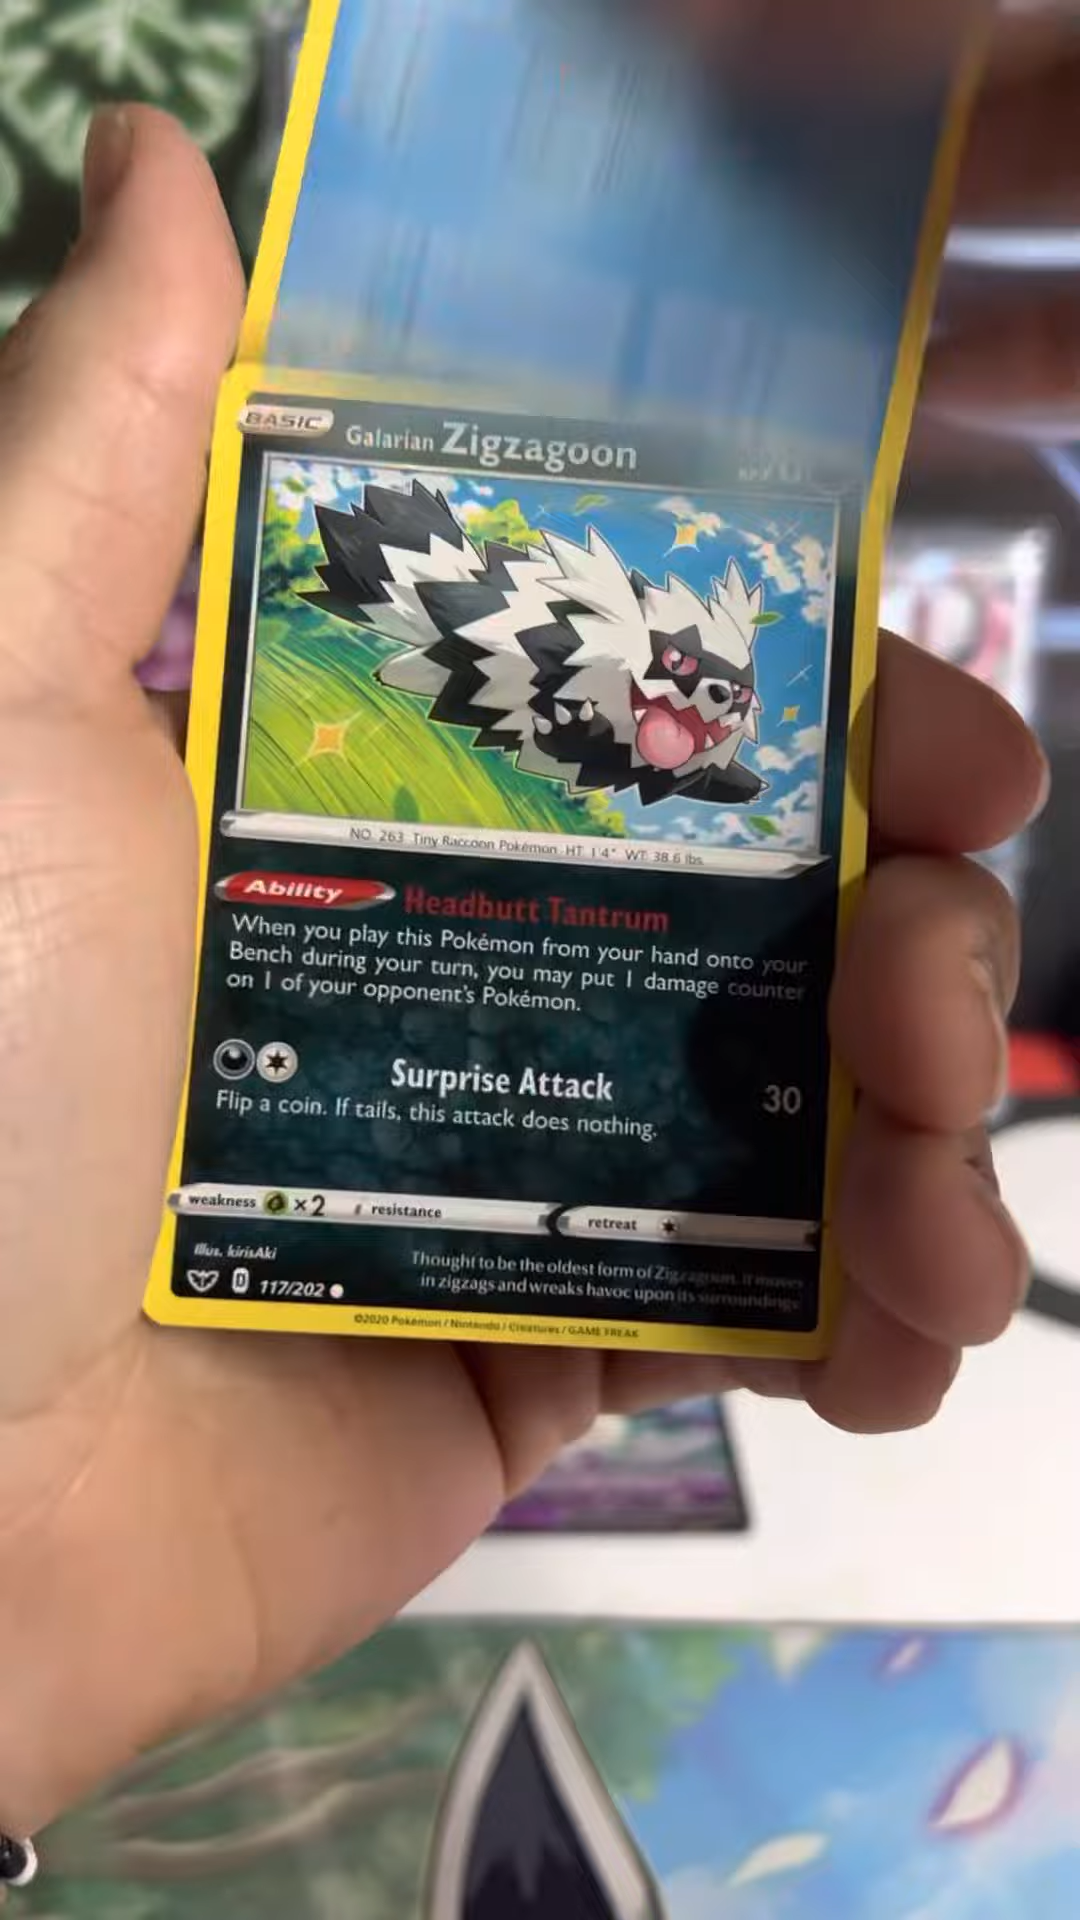 BASIC
Galarian Zigzagoon
NO. 263 Tiny Raccoon Pokémon HT: 1'4" WT: 38.6 lbs.
Ability Headbutt Tantrum
When you play this Pokémon from your hand onto your
Bench during your turn, you may put 1 damage counter
on 1 of your opponent's Pokémon.
Surprise Attack 30
Flip a coin. If tails, this attack does nothing.
weakness ×2 resistance retreat
Illus. kirisAki
D 117/202
Thought to be the oldest form of Zigzagoon. It moves
in zigzags and wreaks havoc upon its surroundings.
©2020 Pokémon / Nintendo / Creatures / GAME FREAK